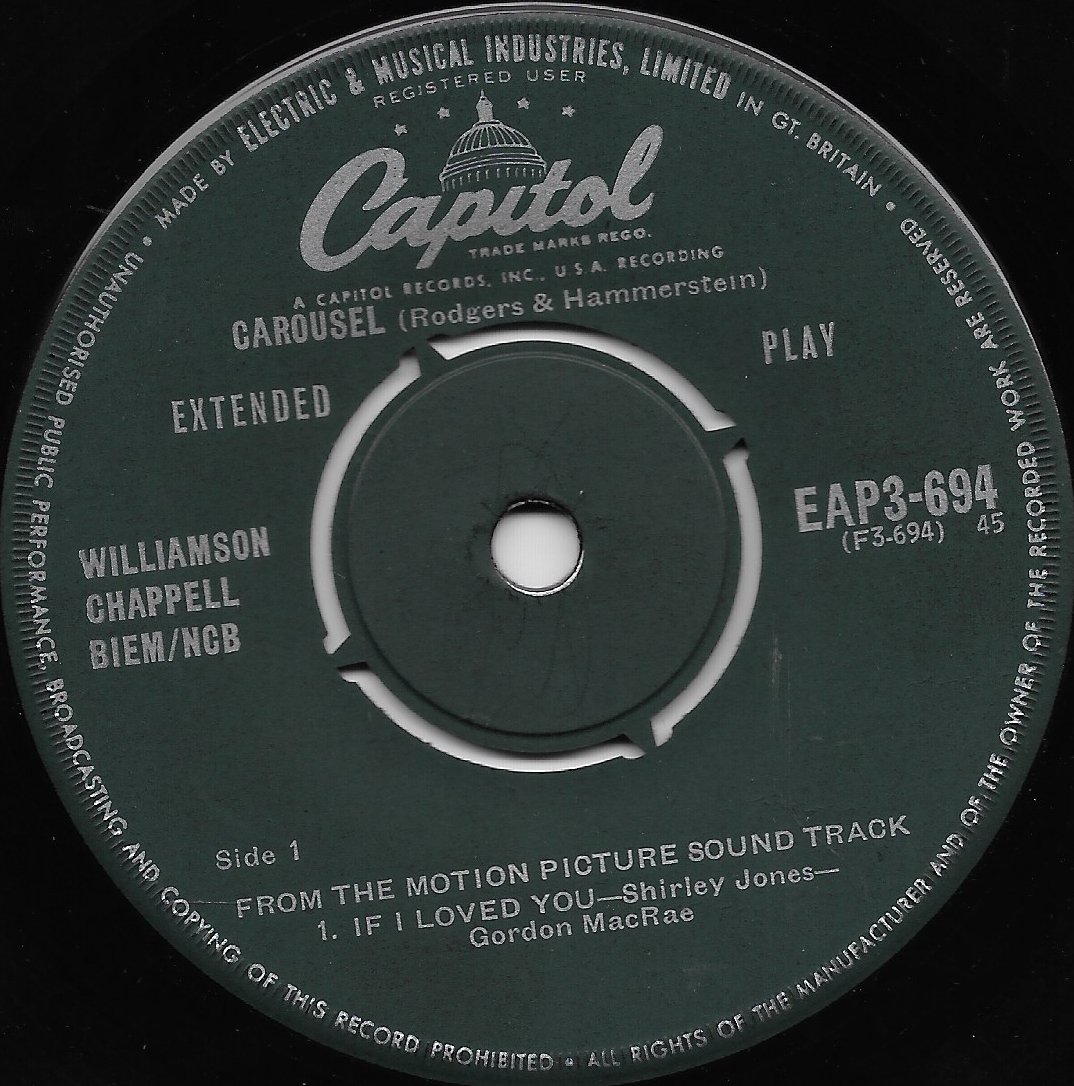 MADE BY ELECTRIC & MUSICAL INDUSTRIES, LIMITED IN GT. BRITAIN •
REGISTERED USER
Capitol
TRADE MARKS REGD.
A CAPITOL RECORDS, INC., U.S.A. RECORDING
CAROUSEL (Rodgers & Hammerstein)
EXTENDED PLAY
EAP3-694
(F3-694) 45
WILLIAMSON
CHAPPELL
BIEM/NCB
Side 1
FROM THE MOTION PICTURE SOUND TRACK
1. IF I LOVED YOU—Shirley Jones—
Gordon MacRae
ALL RIGHTS OF THE MANUFACTURER AND OF THE OWNER OF THE RECORDED WORK ARE RESERVED •
UNAUTHORISED PUBLIC PERFORMANCE, BROADCASTING AND COPYING OF THIS RECORD PROHIBITED •